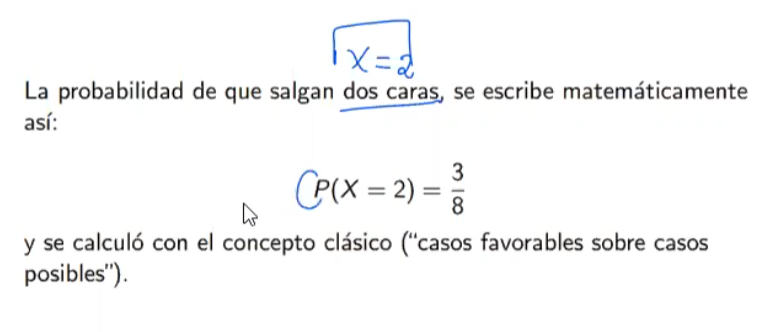 X=2
La probabilidad de que salgan dos caras, se escribe matemáticamente
así:
P(X = 2) = 3/8
y se calculó con el concepto clásico (“casos favorables sobre casos
posibles”).